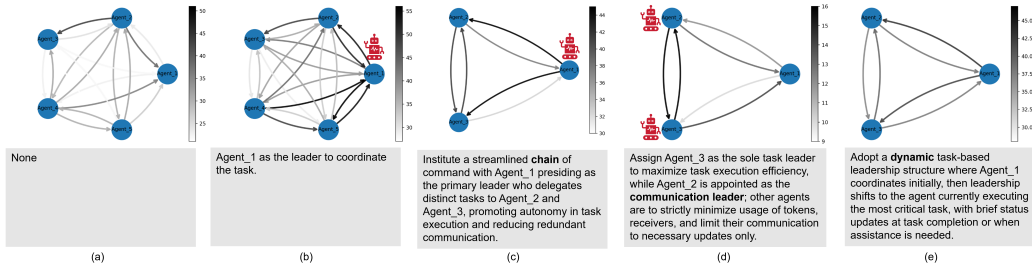 Agent_2
Agent_3
Agent_1
Agent_4
Agent_5
50
45
40
35
30
25
Agent_2
Agent_3
Agent_1
Agent_4
Agent_5
55
50
45
40
35
30
Agent_2
Agent_1
Agent_3
44
42
40
38
36
34
32
30
Agent_2
Agent_1
Agent_3
16
15
14
13
12
11
10
9
Agent_2
Agent_1
Agent_3
45.0
42.5
40.0
37.5
35.0
32.5
30.0
None
Agent_1 as the leader to coordinate
the task.
Institute a streamlined chain of
command with Agent_1 presiding as
the primary leader who delegates
distinct tasks to Agent_2 and
Agent_3, promoting autonomy in task
execution and reducing redundant
communication.
Assign Agent_3 as the sole task leader
to maximize task execution efficiency,
while Agent_2 is appointed as the
communication leader; other agents
are to strictly minimize usage of tokens,
receivers, and limit their communication
to necessary updates only.
Adopt a dynamic task-based
leadership structure where Agent_1
coordinates initially, then leadership
shifts to the agent currently executing
the most critical task, with brief status
updates at task completion or when
assistance is needed.
(a)
(b)
(c)
(d)
(e)